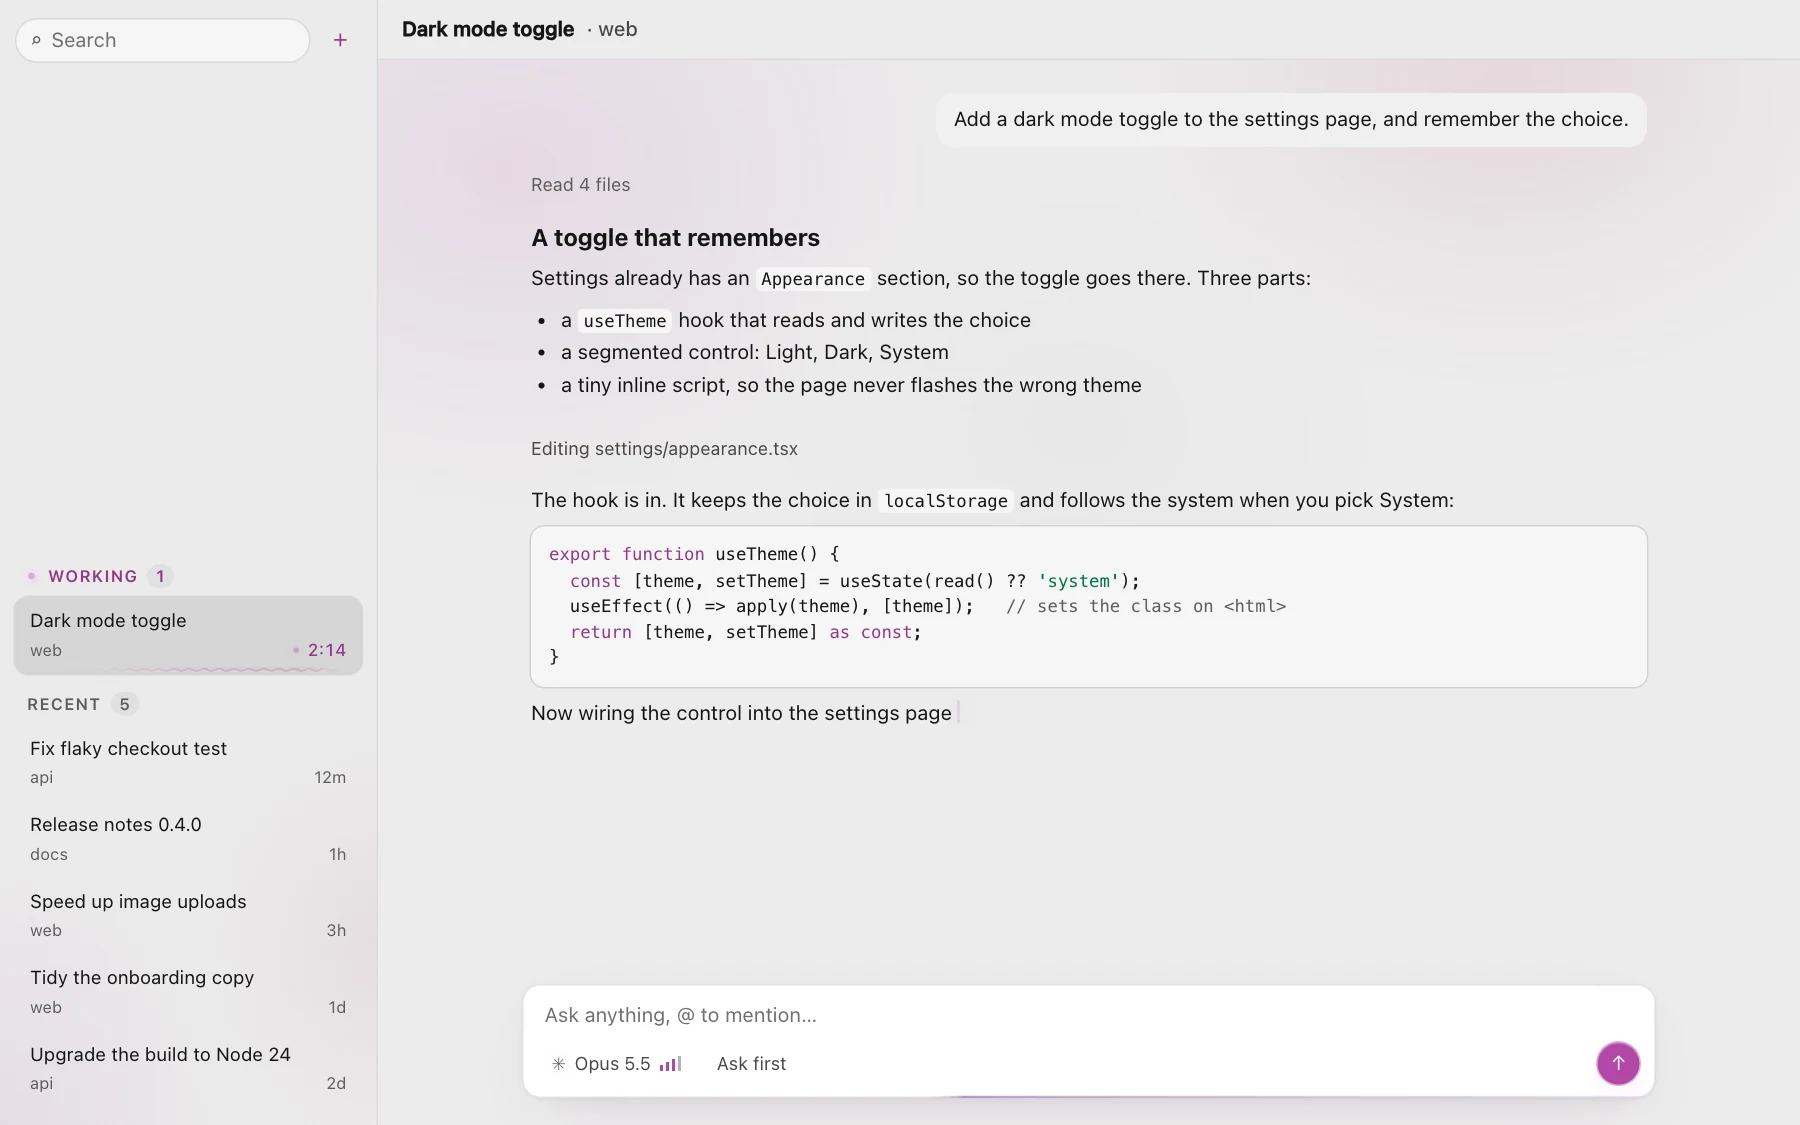 Search
+
WORKING 1
Dark mode toggle
web
2:14
RECENT 5
Fix flaky checkout test
api
12m
Release notes 0.4.0
docs
1h
Speed up image uploads
web
3h
Tidy the onboarding copy
web
1d
Upgrade the build to Node 24
api
2d
Dark mode toggle · web
Add a dark mode toggle to the settings page, and remember the choice.
Read 4 files
A toggle that remembers
Settings already has an Appearance section, so the toggle goes there. Three parts:
• a useTheme hook that reads and writes the choice
• a segmented control: Light, Dark, System
• a tiny inline script, so the page never flashes the wrong theme
Editing settings/appearance.tsx
The hook is in. It keeps the choice in localStorage and follows the system when you pick System:
export function useTheme() {
  const [theme, setTheme] = useState(read() ?? 'system');
  useEffect(() => apply(theme), [theme]);   // sets the class on <html>
  return [theme, setTheme] as const;
}
Now wiring the control into the settings page
Ask anything, @ to mention...
Opus 5.5
Ask first